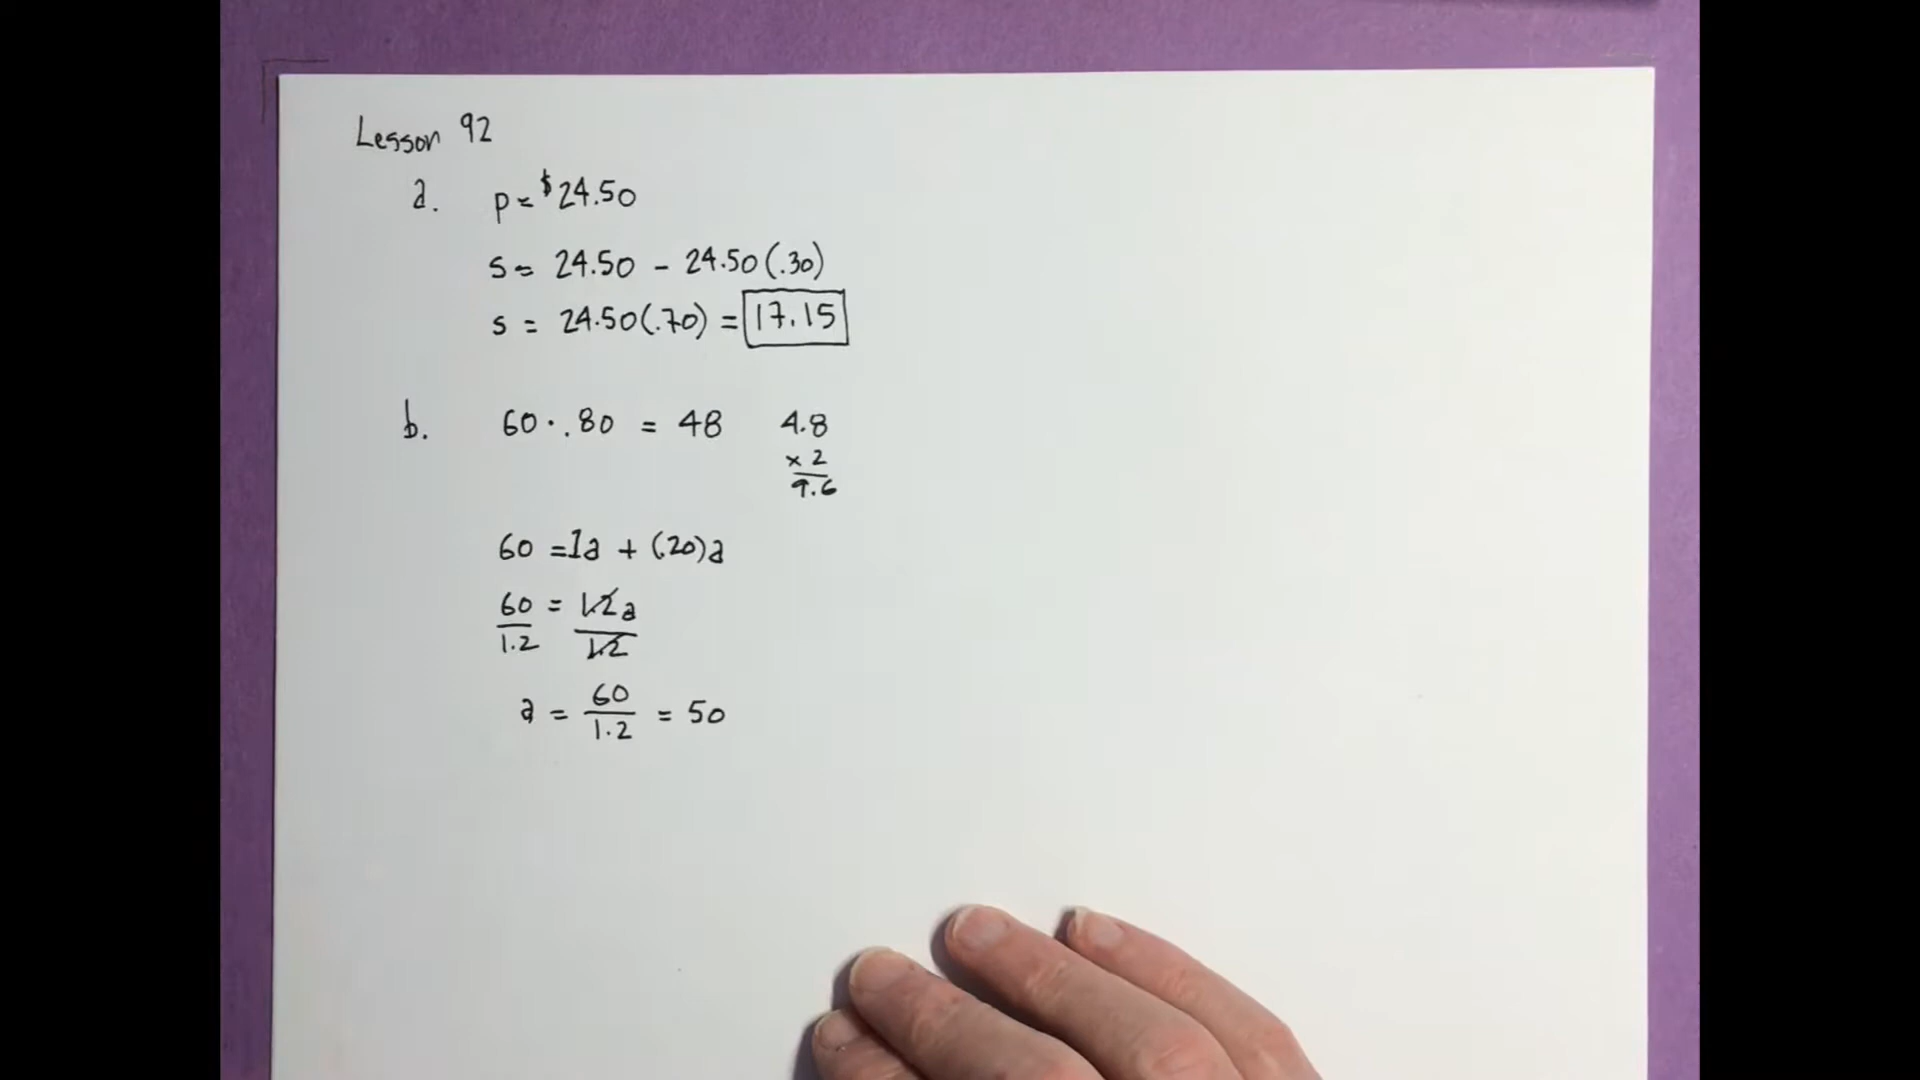 Lesson 92
a. p = $24.50
s = 24.50 - 24.50(.30)
s = 24.50(.70) = 17.15
b. 60 · .80 = 48 4.8
x 2
9.6
60 = 1a + (.20)a
60 = 1.2a
1.2 1.2
a = 60/1.2 = 50